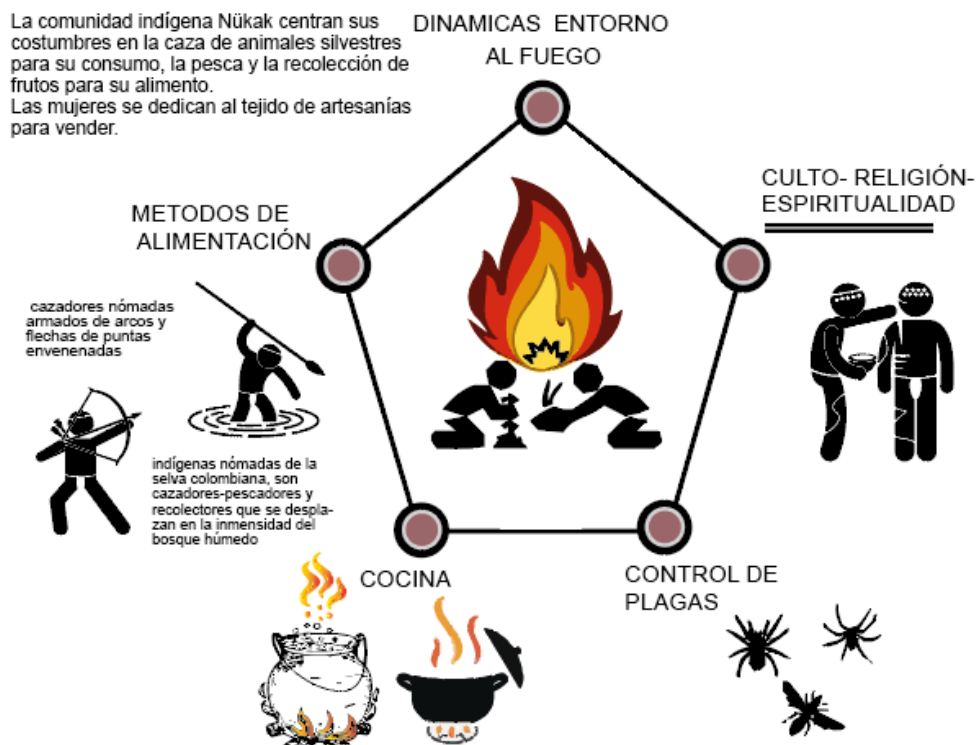 La comunidad indígena Nükak centran sus
costumbres en la caza de animales silvestres
para su consumo, la pesca y la recolección de
frutos para su alimento.
Las mujeres se dedican al tejido de artesanías
para vender.
DINAMICAS ENTORNO
AL FUEGO
CULTO- RELIGIÓN-
ESPIRITUALIDAD
METODOS DE
ALIMENTACIÓN
cazadores nómadas
armados de arcos y
flechas de puntas
envenenadas
indígenas nómadas de la
selva colombiana, son
cazadores-pescadores y
recolectores que se despla-
zan en la inmensidad del
bosque húmedo
COCINA
CONTROL DE
PLAGAS